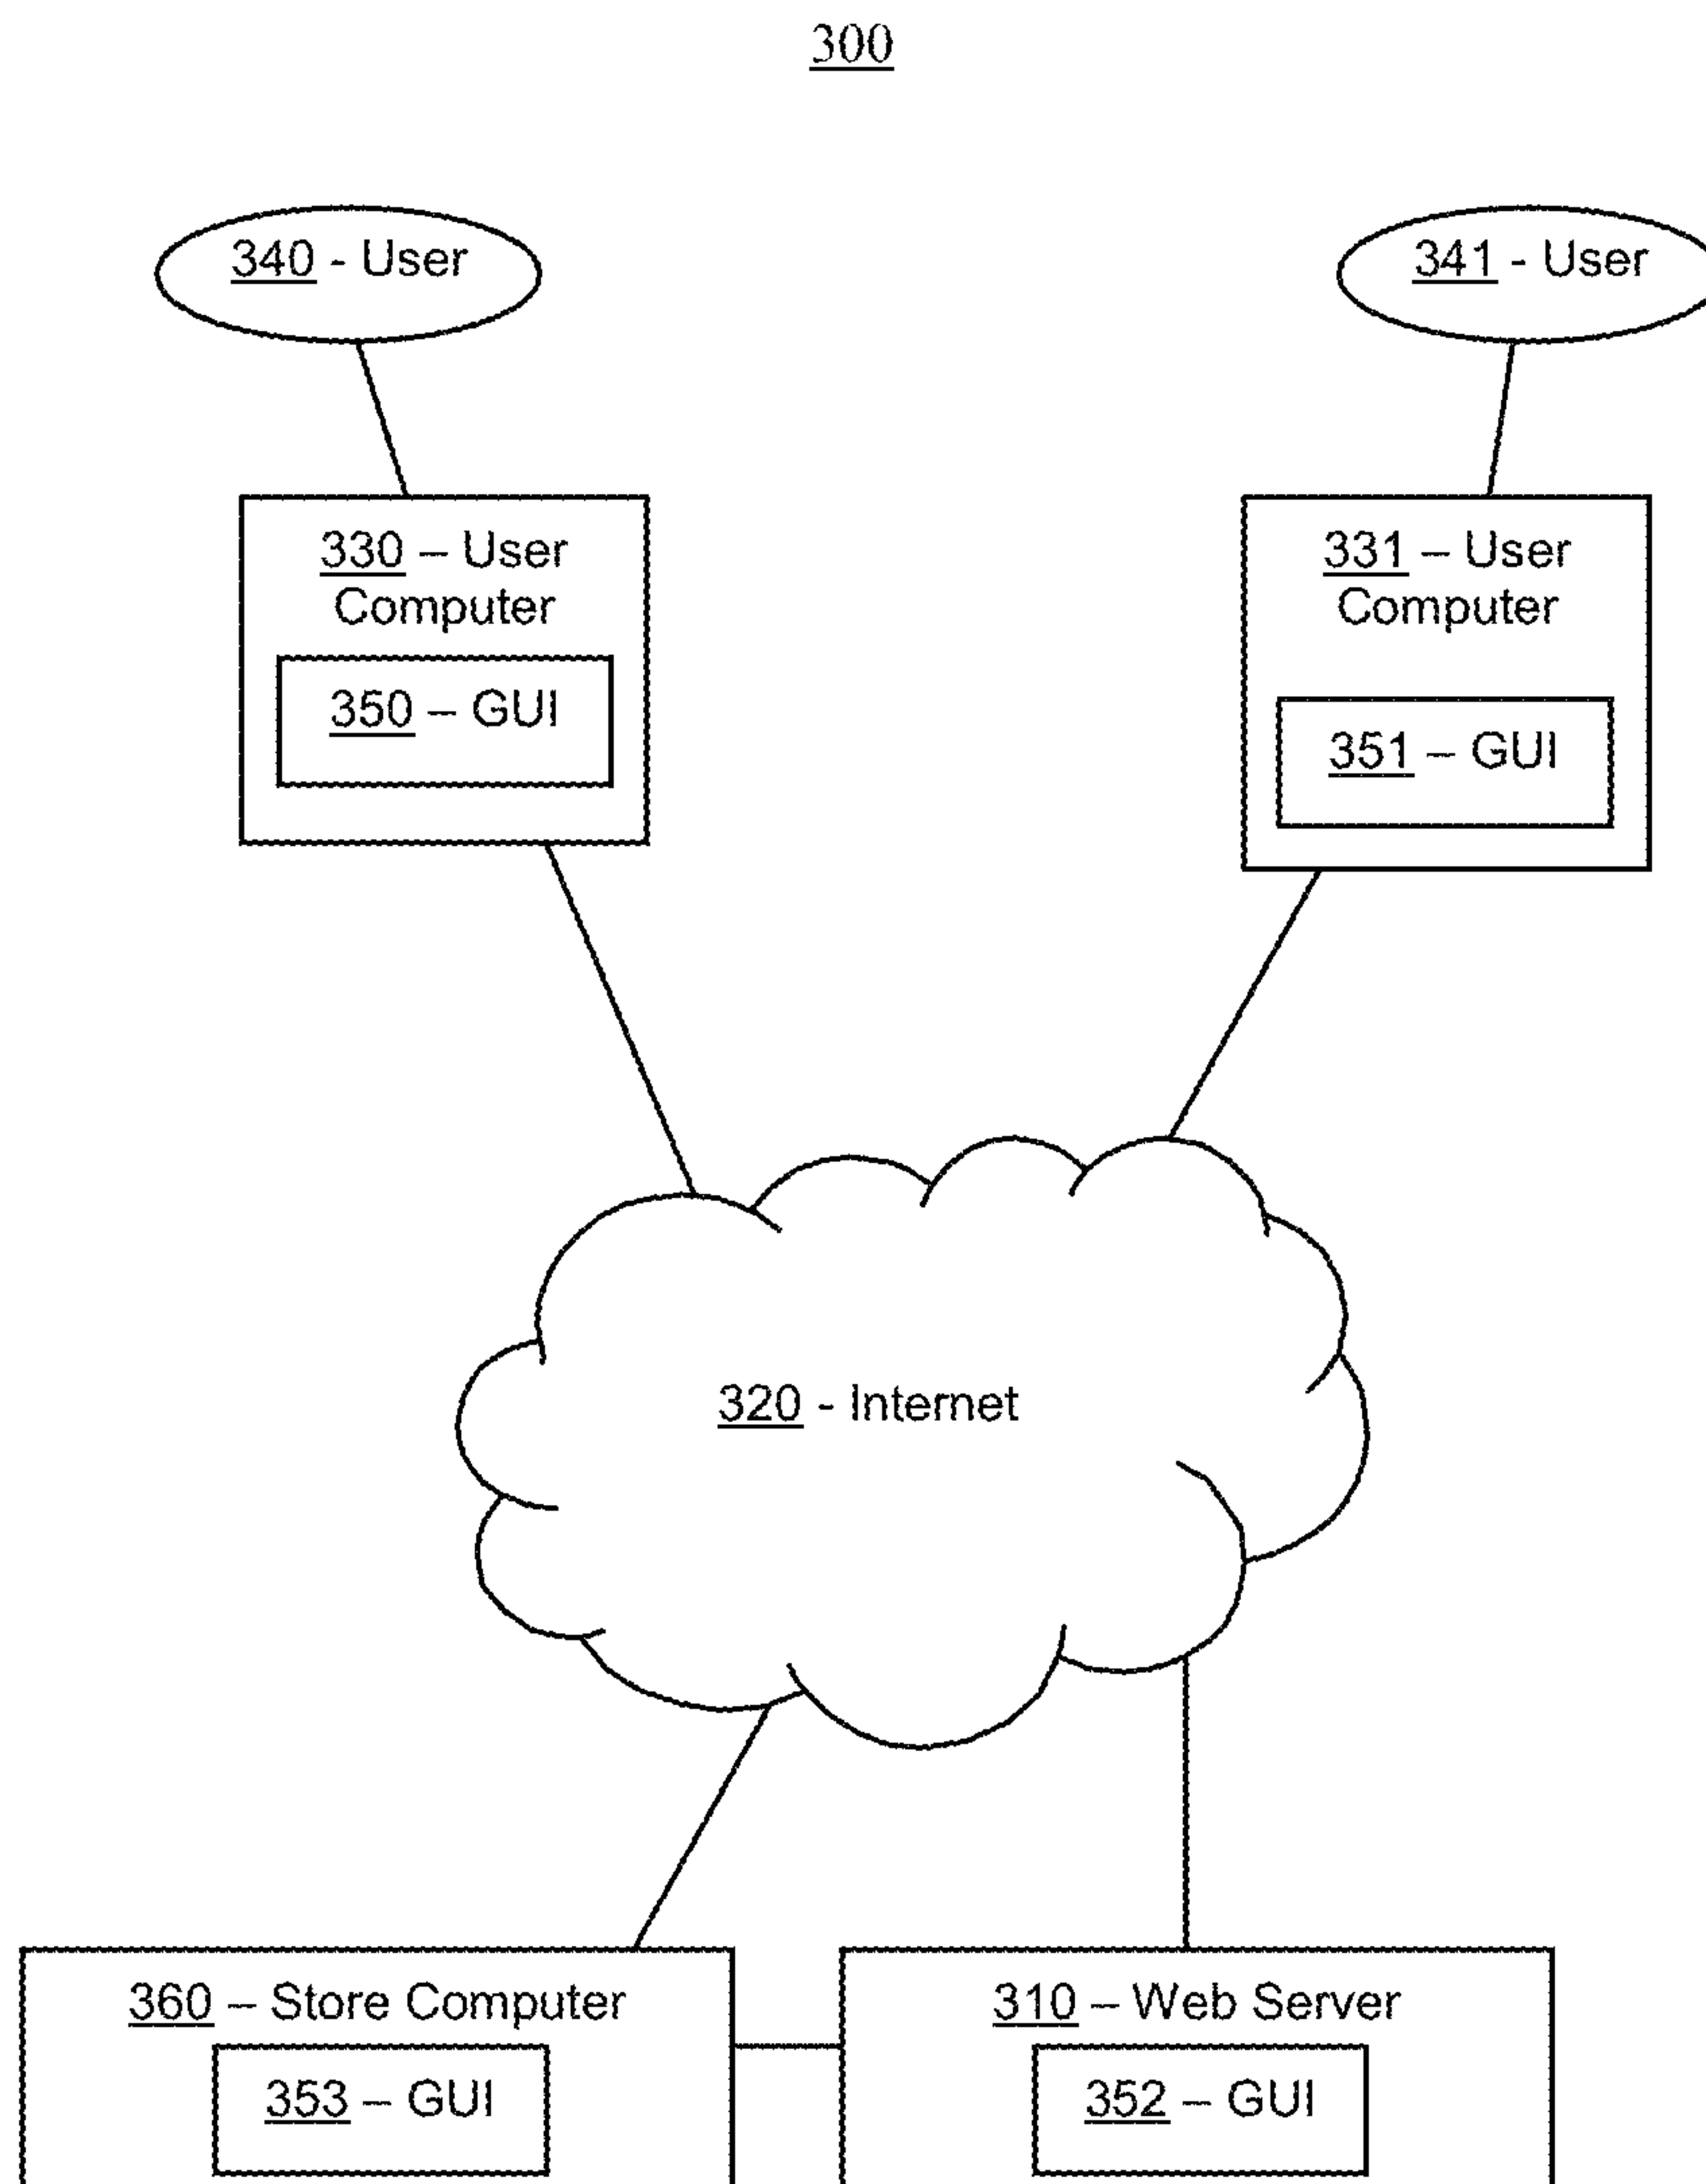 300
340 - User
341 - User
330 – User
Computer
350 – GUI
331 – User
Computer
351 – GUI
320 - Internet
360 – Store Computer
353 – GUI
310 – Web Server
352 – GUI